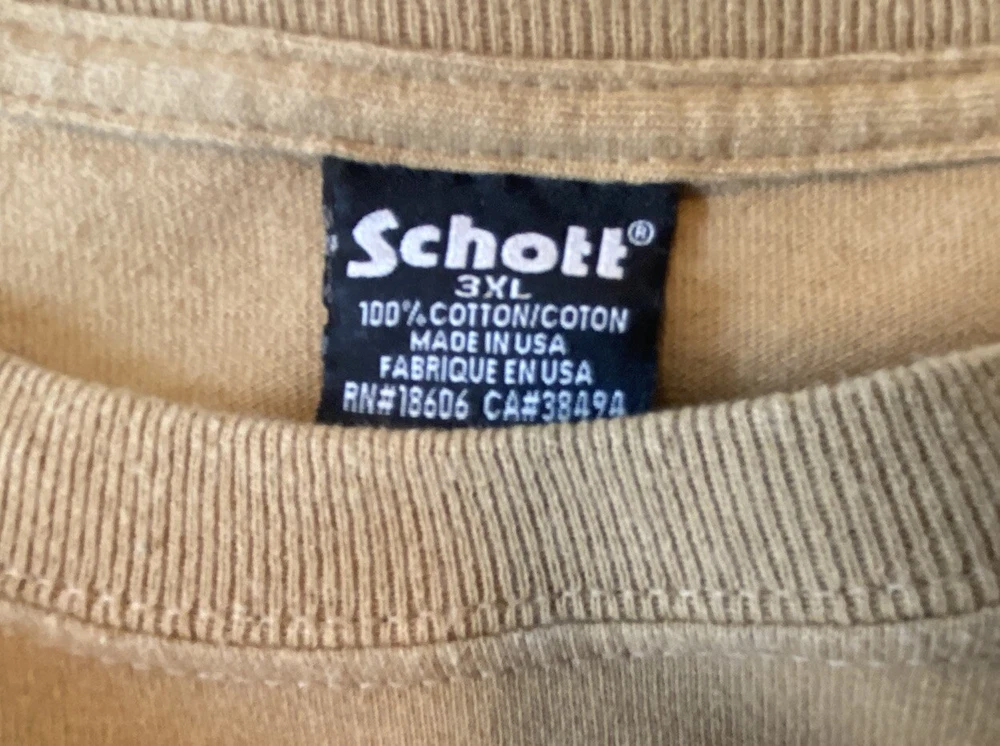 Schott®
3XL
100% COTTON/COTON
MADE IN USA
FABRIQUE EN USA
RN#18606 CA#38494